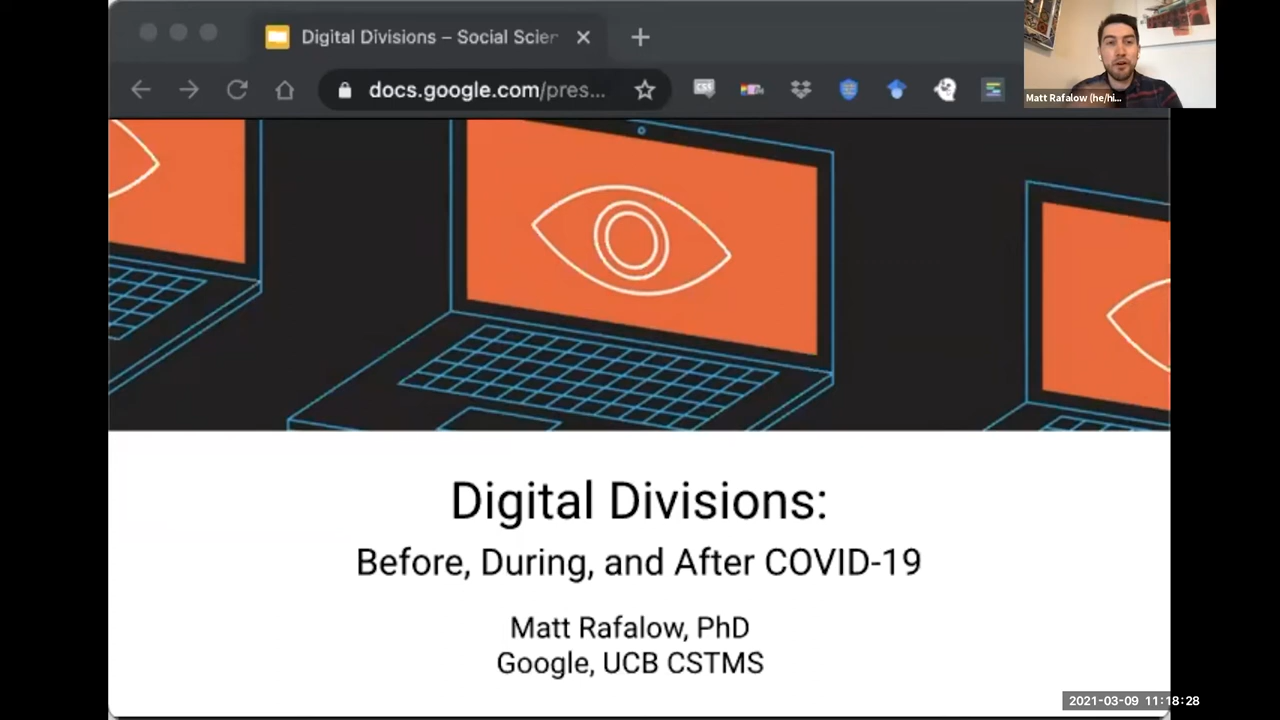 Digital Divisions – Social Scier
docs.google.com/pres...
Matt Rafalow (he/hi...
Digital Divisions:
Before, During, and After COVID-19
Matt Rafalow, PhD
Google, UCB CSTMS
2021-03-09 11:18:28